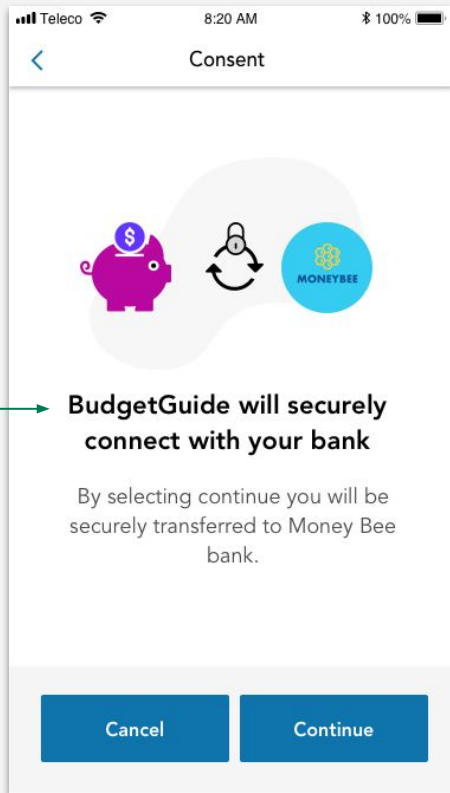 Teleco 8:20 AM 100%
Consent
$
MONEYBEE
BudgetGuide will securely
connect with your bank
By selecting continue you will be
securely transferred to Money Bee
bank.
Cancel Continue